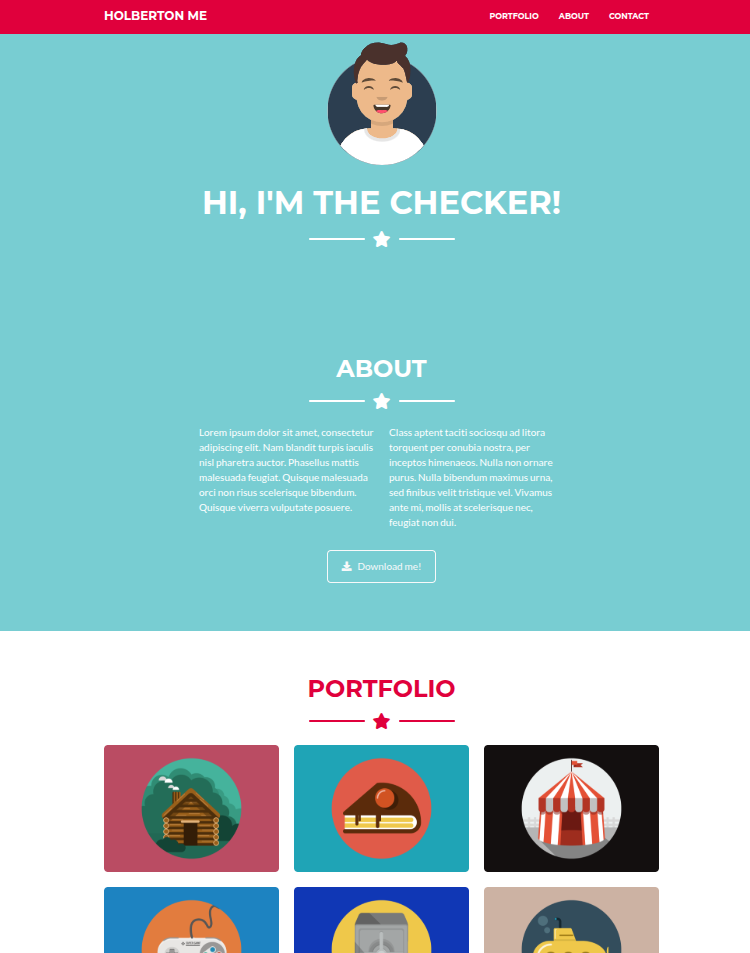 HOLBERTON ME
PORTFOLIO ABOUT CONTACT
HI, I'M THE CHECKER!
ABOUT
Lorem ipsum dolor sit amet, consectetur
adipiscing elit. Nam blandit turpis iaculis
nisl pharetra auctor. Phasellus mattis
malesuada feugiat. Quisque malesuada
orci non risus scelerisque bibendum.
Quisque viverra vulputate posuere.
Class aptent taciti sociosqu ad litora
torquent per conubia nostra, per
inceptos himenaeos. Nulla non ornare
purus. Nulla bibendum maximus urna,
sed finibus velit tristique vel. Vivamus
ante mi, mollis at scelerisque nec,
feugiat non dui.
Download me!
PORTFOLIO